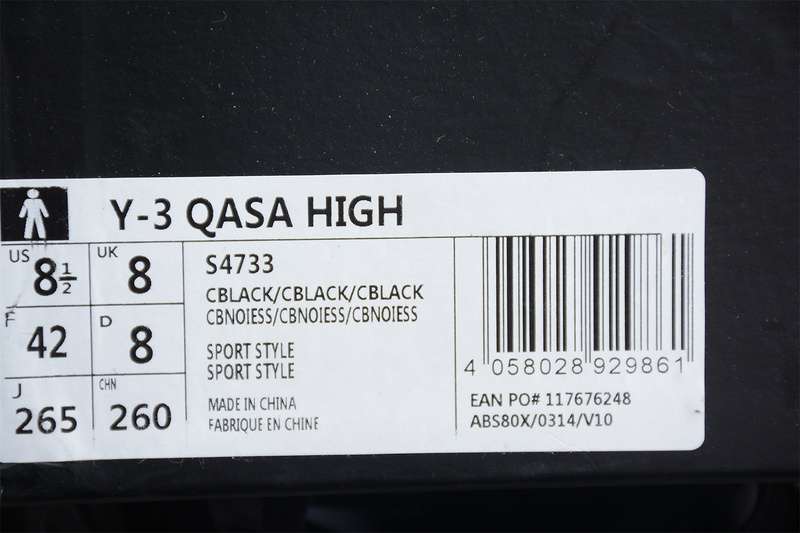 Y-3 QASA HIGH
US 8 1/2
UK 8
F 42
D 8
J 265
CHN 260
S4733
CBLACK/CBLACK/CBLACK
CBNOIESS/CBNOIESS/CBNOIESS
SPORT STYLE
SPORT STYLE
MADE IN CHINA
FABRIQUE EN CHINE
4 058028 929861
EAN PO# 117676248
ABS80X/0314/V10